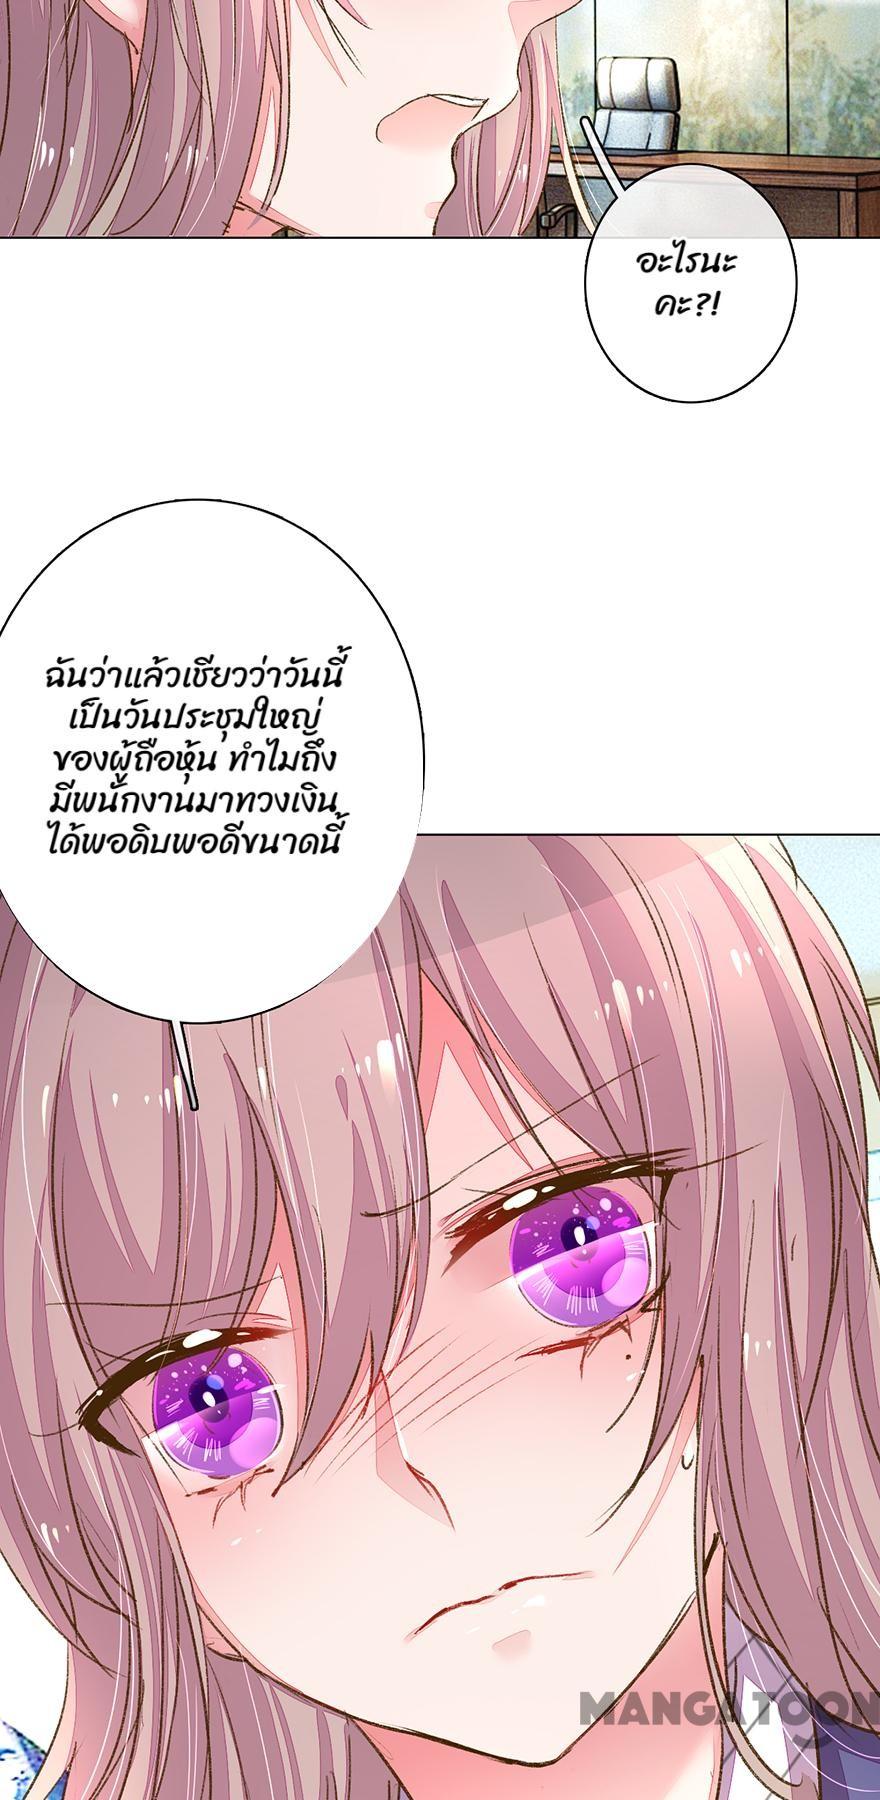 อะไรนะ
คะ?!
ฉันว่าแล้วเชียวว่าวันนี้
เป็นวันประชุมใหญ่
ของผู้ถือหุ้น ทำไมถึง
มีพนักงานมาทวงเงิน
ได้พอดิบพอดีขนาดนี้
MANGATOON